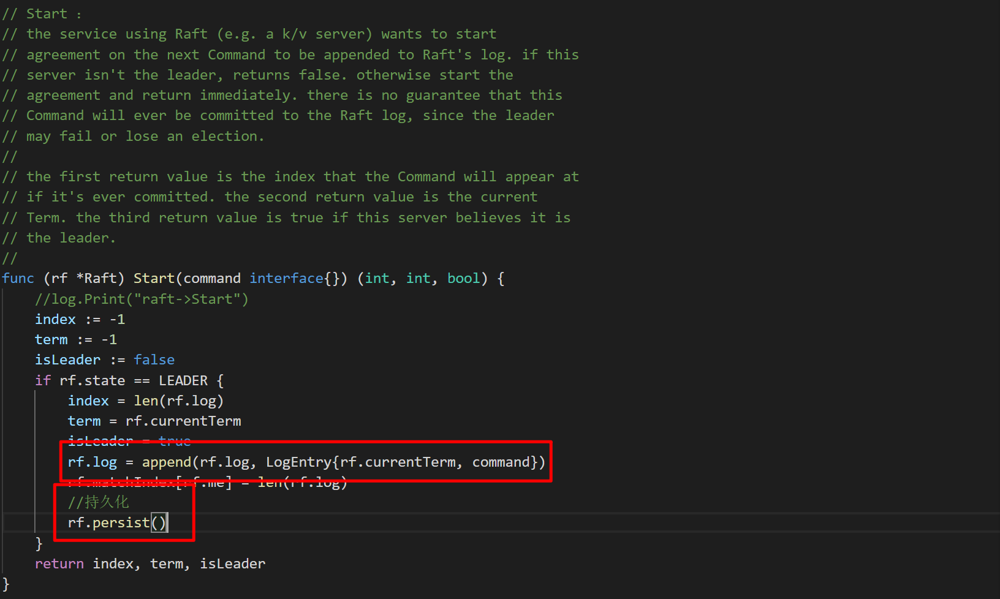 // Start :
// the service using Raft (e.g. a k/v server) wants to start
// agreement on the next Command to be appended to Raft's log. if this
// server isn't the leader, returns false. otherwise start the
// agreement and return immediately. there is no guarantee that this
// Command will ever be committed to the Raft log, since the leader
// may fail or lose an election.
//
// the first return value is the index that the Command will appear at
// if it's ever committed. the second return value is the current
// Term. the third return value is true if this server believes it is
// the leader.
//
func (rf *Raft) Start(command interface{}) (int, int, bool) {
    //log.Print("raft->Start")
    index := -1
    term := -1
    isLeader := false
    if rf.state == LEADER {
        index = len(rf.log)
        term = rf.currentTerm
        isLeader = true
        rf.log = append(rf.log, LogEntry{rf.currentTerm, command})
        rf.matchIndex[rf.me] = len(rf.log)
        //持久化
        rf.persist()
    }
    return index, term, isLeader
}